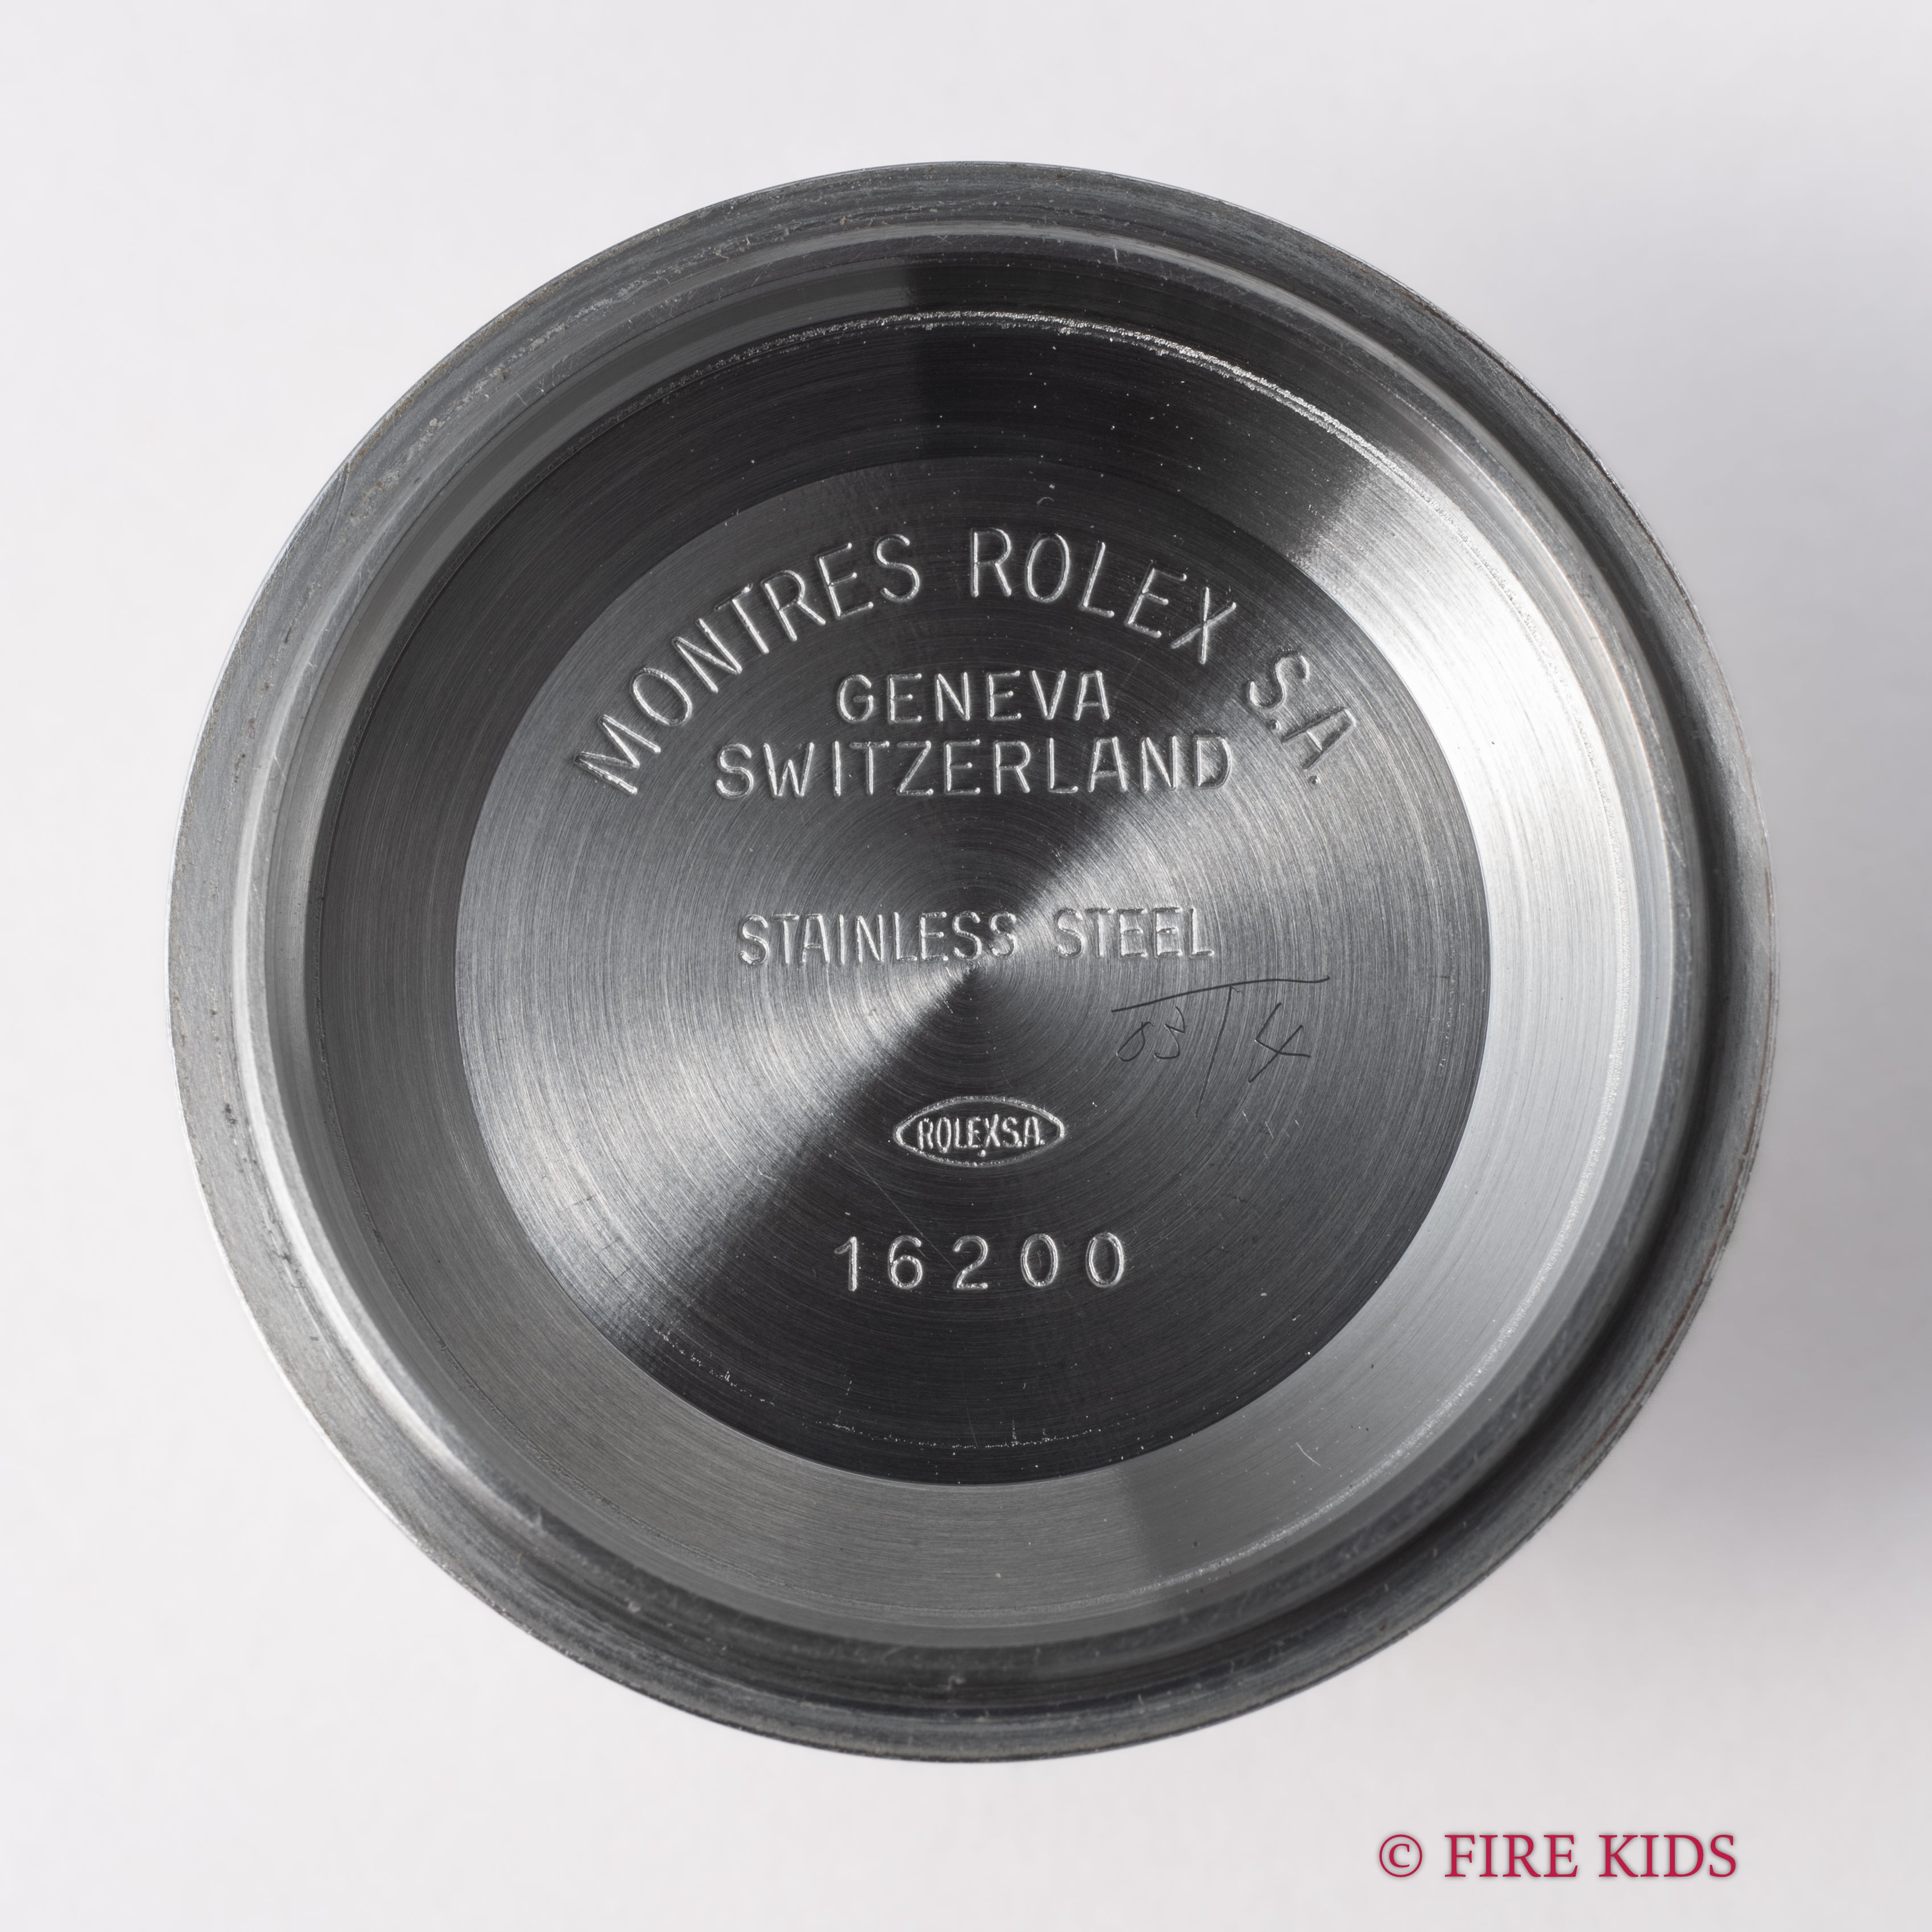 MONTRES ROLEX S.A.
GENEVA
SWITZERLAND
STAINLESS STEEL
ROLEX S.A.
16200
© FIRE KIDS